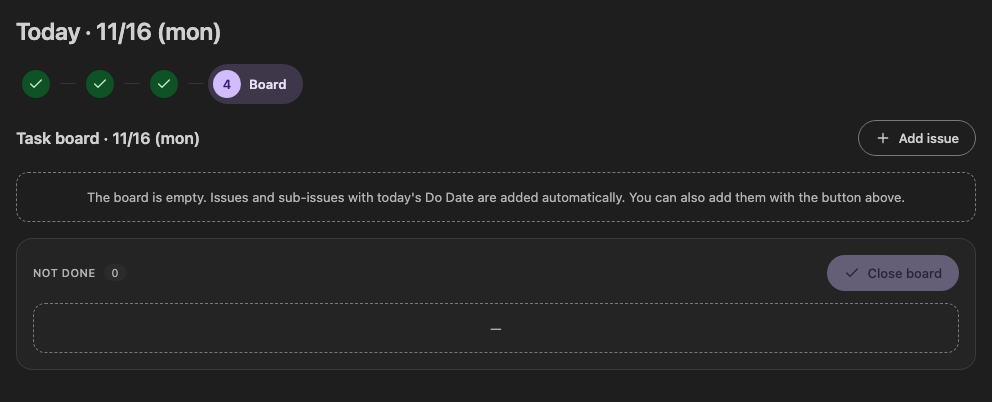 Today · 11/16 (mon)
4 Board
Task board · 11/16 (mon)
+ Add issue
The board is empty. Issues and sub-issues with today's Do Date are added automatically. You can also add them with the button above.
NOT DONE 0
Close board
—